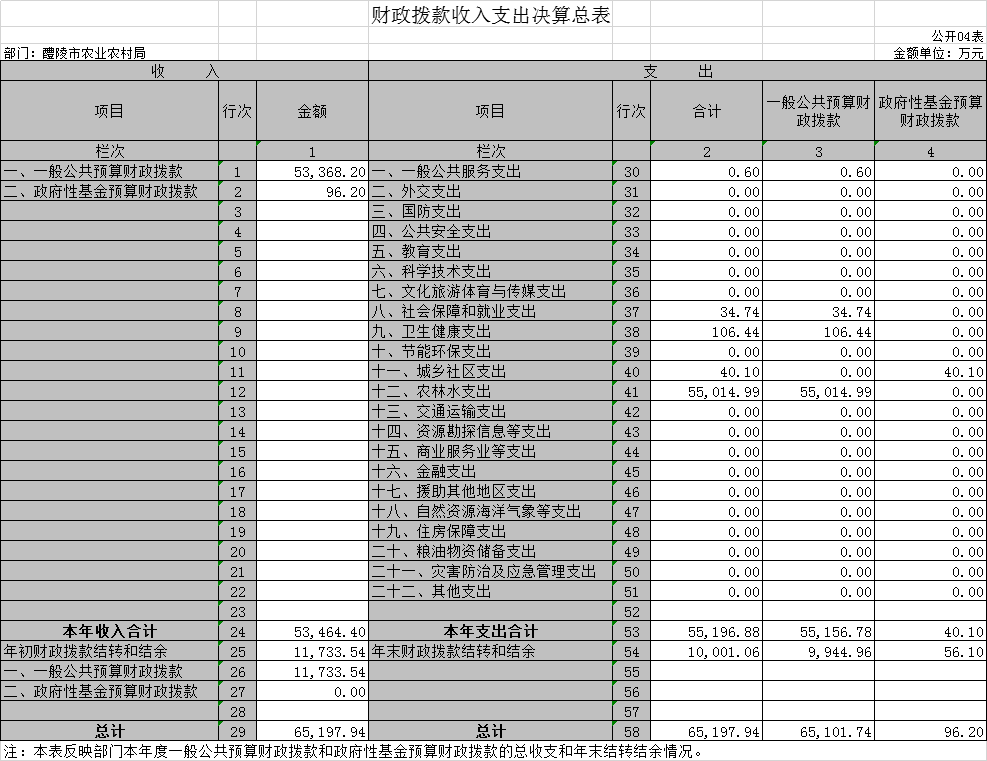 财政拨款收入支出决算总表
公开04表
部门：醴陵市农业农村局 金额单位：万元
收 入 支 出
项目 行次 金额 项目 行次 合计 一般公共预算财政拨款 政府性基金预算财政拨款
栏次 1 栏次 2 3 4
一、一般公共预算财政拨款 1 53,368.20 一、一般公共服务支出 30 0.60 0.60 0.00
二、政府性基金预算财政拨款 2 96.20 二、外交支出 31 0.00 0.00 0.00
3 三、国防支出 32 0.00 0.00 0.00
4 四、公共安全支出 33 0.00 0.00 0.00
5 五、教育支出 34 0.00 0.00 0.00
6 六、科学技术支出 35 0.00 0.00 0.00
7 七、文化旅游体育与传媒支出 36 0.00 0.00 0.00
8 八、社会保障和就业支出 37 34.74 34.74 0.00
9 九、卫生健康支出 38 106.44 106.44 0.00
10 十、节能环保支出 39 0.00 0.00 0.00
11 十一、城乡社区支出 40 40.10 0.00 40.10
12 十二、农林水支出 41 55,014.99 55,014.99 0.00
13 十三、交通运输支出 42 0.00 0.00 0.00
14 十四、资源勘探信息等支出 43 0.00 0.00 0.00
15 十五、商业服务业等支出 44 0.00 0.00 0.00
16 十六、金融支出 45 0.00 0.00 0.00
17 十七、援助其他地区支出 46 0.00 0.00 0.00
18 十八、自然资源海洋气象等支出 47 0.00 0.00 0.00
19 十九、住房保障支出 48 0.00 0.00 0.00
20 二十、粮油物资储备支出 49 0.00 0.00 0.00
21 二十一、灾害防治及应急管理支出 50 0.00 0.00 0.00
22 二十二、其他支出 51 0.00 0.00 0.00
23 52
本年收入合计 24 53,464.40 本年支出合计 53 55,196.88 55,156.78 40.10
年初财政拨款结转和结余 25 11,733.54 年末财政拨款结转和结余 54 10,001.06 9,944.96 56.10
一、一般公共预算财政拨款 26 11,733.54 55
二、政府性基金预算财政拨款 27 0.00 56
28 57
总计 29 65,197.94 总计 58 65,197.94 65,101.74 96.20
注：本表反映部门本年度一般公共预算财政拨款和政府性基金预算财政拨款的总收支和年末结转结余情况。